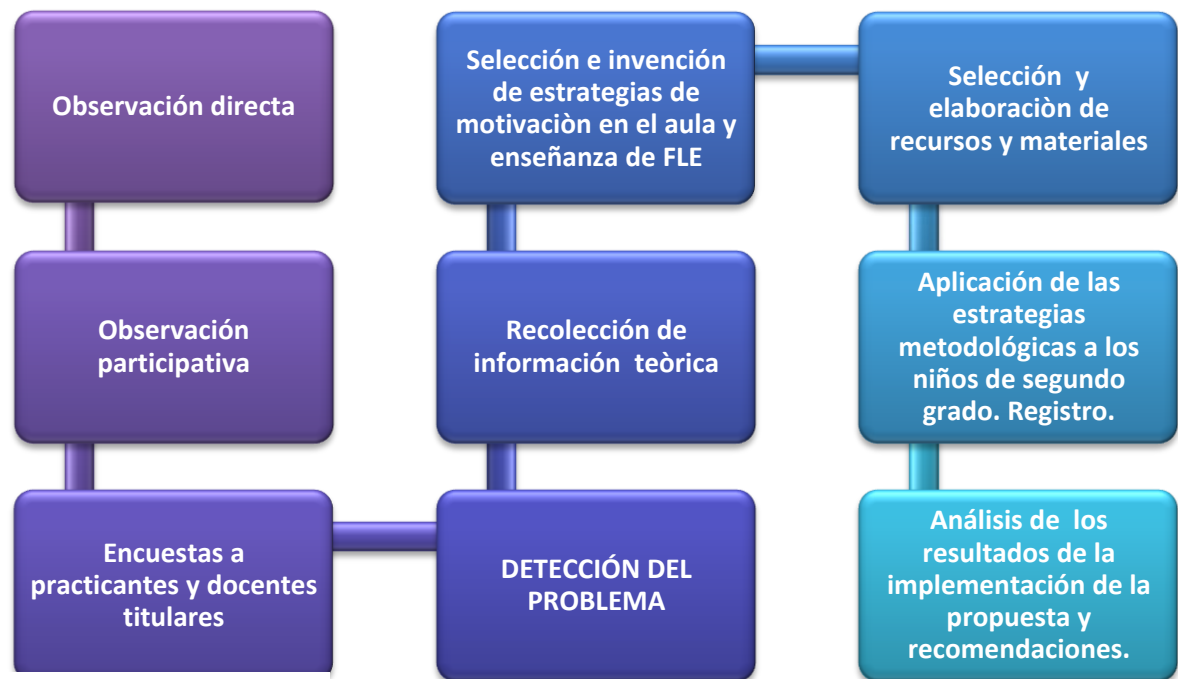 Observación directa
Observación
participativa
Encuestas a
practicantes y docentes
titulares
DETECCIÓN DEL
PROBLEMA
Recolección de
información teòrica
Selección e invención
de estrategias de
motivaciòn en el aula y
enseñanza de FLE
Selección y
elaboraciòn de
recursos y materiales
Aplicación de las
estrategias
metodológicas a los
niños de segundo
grado. Registro.
Análisis de los
resultados de la
implementación de la
propuesta y
recomendaciones.